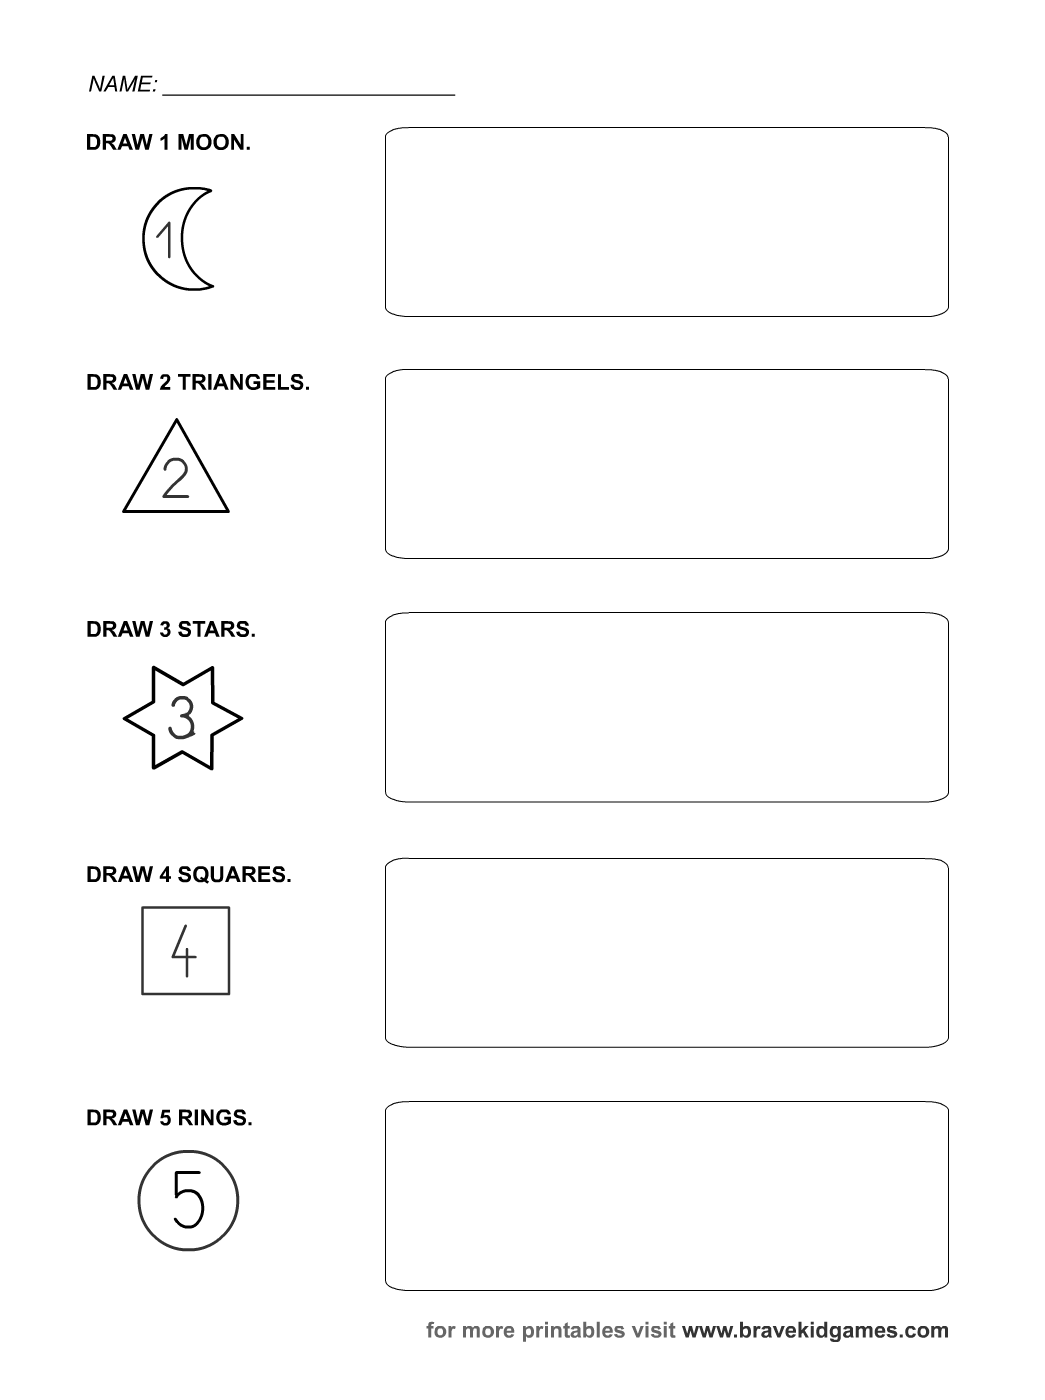 NAME: ________________________
DRAW 1 MOON.
1
DRAW 2 TRIANGELS.
2
DRAW 3 STARS.
3
DRAW 4 SQUARES.
4
DRAW 5 RINGS.
5
for more printables visit www.bravekidgames.com